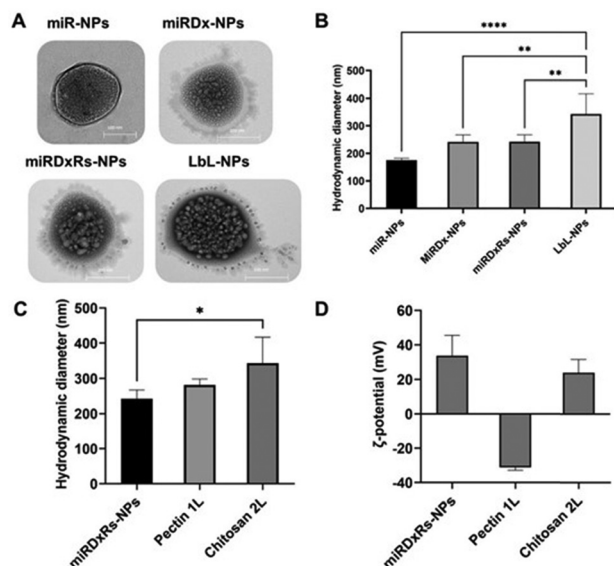 A
miR-NPs
miRDx-NPs
miRDxRs-NPs
LbL-NPs
B
****
**
**
Hydrodynamic diameter (nm)
500
400
300
200
100
0
miR-NPs
MiRDx-NPs
miRDxRs-NPs
LbL-NPs
C
*
Hydrodynamic diameter (nm)
500
400
300
200
100
0
miRDxRs-NPs
Pectin 1L
Chitosan 2L
D
ζ-potential (mV)
60
40
20
0
-20
-40
miRDxRs-NPs
Pectin 1L
Chitosan 2L